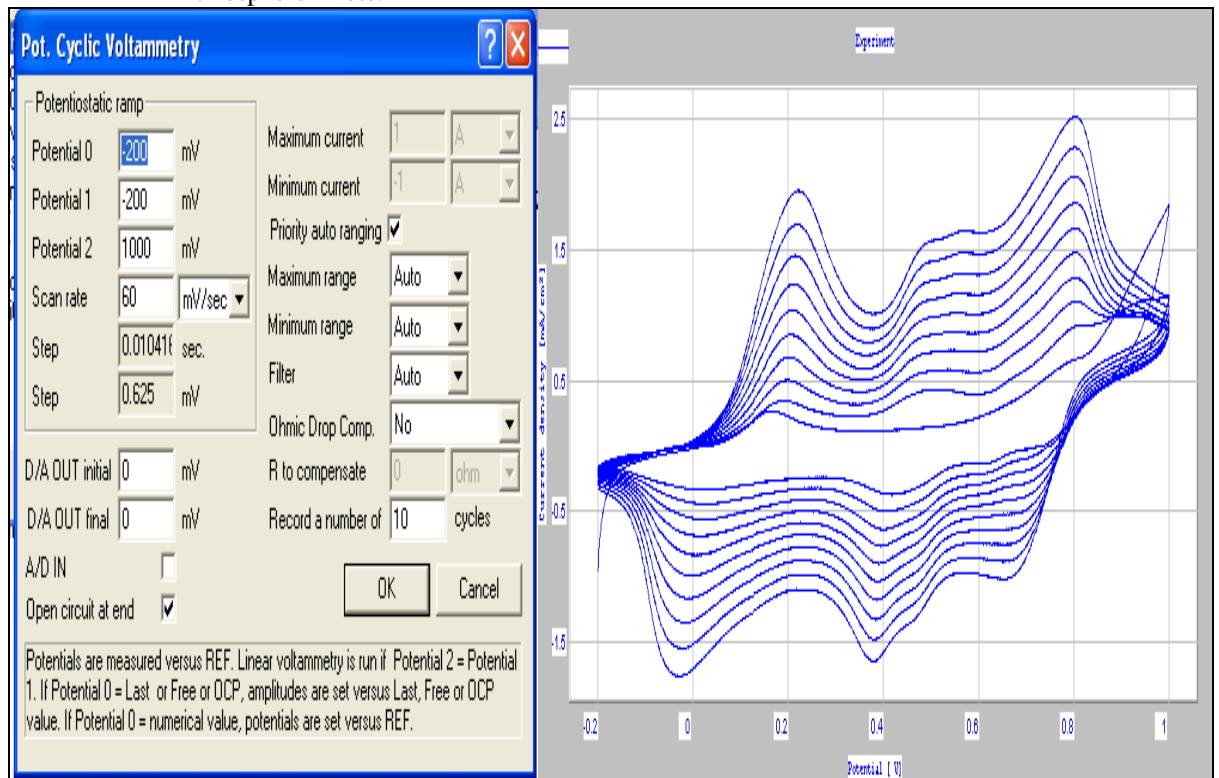 Pot. Cyclic Voltammetry
Potentiostatic ramp
Potential 0 -200 mV
Potential 1 -200 mV
Potential 2 1000 mV
Scan rate 60 mV/sec
Step 0.010416 sec.
Step 0.625 mV
D/A OUT initial 0 mV
D/A OUT final 0 mV
A/D IN
Open circuit at end
Maximum current 1 A
Minimum current -1 A
Priority auto ranging
Maximum range Auto
Minimum range Auto
Filter Auto
Ohmic Drop Comp. No
R to compensate 0 ohm
Record a number of 10 cycles
OK Cancel
Potentials are measured versus REF. Linear voltammetry is run if Potential 2 = Potential
1. If Potential 0 = Last or Free or OCP, amplitudes are set versus Last, Free or OCP
value. If Potential 0 = numerical value, potentials are set versus REF.
Experiment
Current density [mA/cm²]
2.5
1.5
0.5
-0.5
-1.5
-0.2 0 0.2 0.4 0.6 0.8 1
Potential [V]